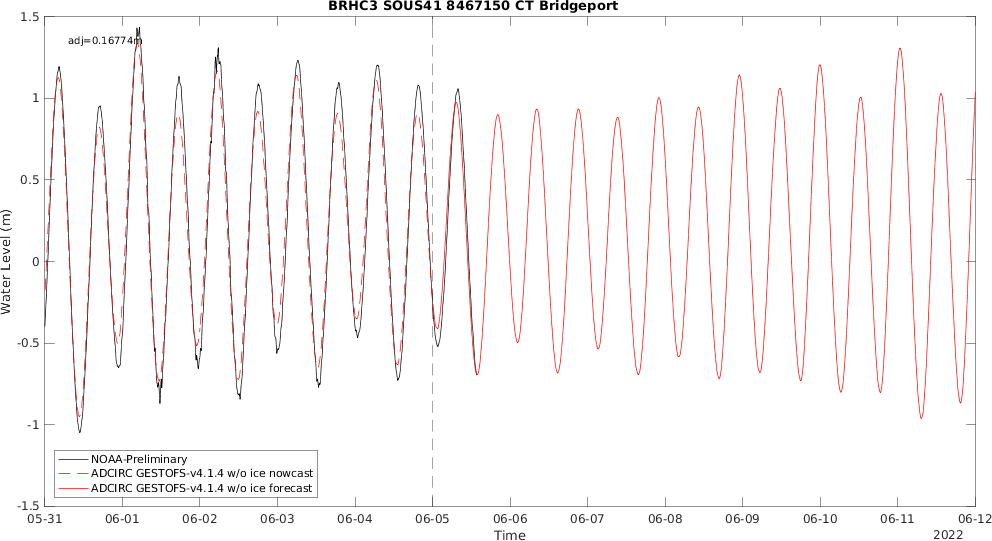 BRHC3 SOUS41 8467150 CT Bridgeport
adj=0.16774m
1.5
1
0.5
0
-0.5
-1
-1.5
Water Level (m)
NOAA-Preliminary
ADCIRC GESTOFS-v4.1.4 w/o ice nowcast
ADCIRC GESTOFS-v4.1.4 w/o ice forecast
05-31 06-01 06-02 06-03 06-04 06-05 06-06 06-07 06-08 06-09 06-10 06-11 06-12
Time
2022